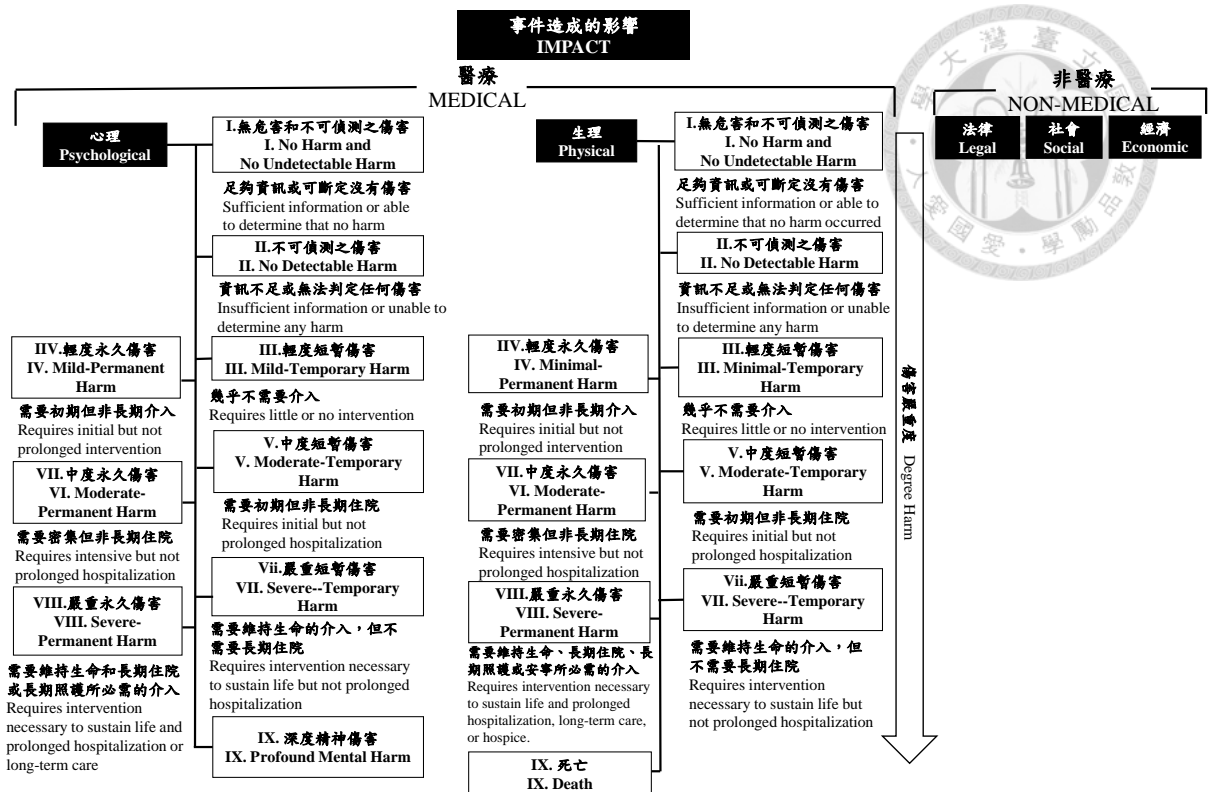 事件造成的影響
IMPACT
醫療
MEDICAL
非醫療
NON-MEDICAL
法律
Legal
社會
Social
經濟
Economic
心理
Psychological
I.無危害和不可偵測之傷害
I. No Harm and
No Undetectable Harm
足夠資訊或可斷定沒有傷害
Sufficient information or able
to determine that no harm
II.不可偵測之傷害
II. No Detectable Harm
資訊不足或無法判定任何傷害
Insufficient information or unable to
determine any harm
IIV.輕度永久傷害
IV. Mild-Permanent
Harm
需要初期但非長期介入
Requires initial but not
prolonged intervention
III.輕度短暫傷害
III. Mild-Temporary Harm
幾乎不需要介入
Requires little or no intervention
V.中度短暫傷害
V. Moderate-Temporary
Harm
需要初期但非長期住院
Requires initial but not
prolonged hospitalization
VII.中度永久傷害
VI. Moderate-
Permanent Harm
需要密集但非長期住院
Requires intensive but not
prolonged hospitalization
Vii.嚴重短暫傷害
VII. Severe--Temporary
Harm
需要維持生命的介入，但不
需要長期住院
Requires intervention necessary
to sustain life but not prolonged
hospitalization
VIII.嚴重永久傷害
VIII. Severe-
Permanent Harm
需要維持生命和長期住院
或長期照護所必需的介入
Requires intervention
necessary to sustain life and
prolonged hospitalization or
long-term care
IX. 深度精神傷害
IX. Profound Mental Harm
生理
Physical
I.無危害和不可偵測之傷害
I. No Harm and
No Undetectable Harm
足夠資訊或可斷定沒有傷害
Sufficient information or able to
determine that no harm occurred
II.不可偵測之傷害
II. No Detectable Harm
資訊不足或無法判定任何傷害
Insufficient information or unable
to determine any harm
IIV.輕度永久傷害
IV. Minimal-
Permanent Harm
需要初期但非長期介入
Requires initial but not
prolonged intervention
III.輕度短暫傷害
III. Minimal-Temporary
Harm
幾乎不需要介入
Requires little or no intervention
V.中度短暫傷害
V. Moderate-Temporary
Harm
需要初期但非長期住院
Requires initial but not
prolonged hospitalization
VII.中度永久傷害
VI. Moderate-
Permanent Harm
需要密集但非長期住院
Requires intensive but not
prolonged hospitalization
Vii.嚴重短暫傷害
VII. Severe--Temporary
Harm
需要維持生命的介入，但
不需要長期住院
Requires intervention
necessary to sustain life but
not prolonged hospitalization
VIII.嚴重永久傷害
VIII. Severe-
Permanent Harm
需要維持生命、長期住院、長
期照護或安寧所必需的介入
Requires intervention necessary
to sustain life and prolonged
hospitalization, long-term care,
or hospice.
IX. 死亡
IX. Death
傷害嚴重度 Degree Harm